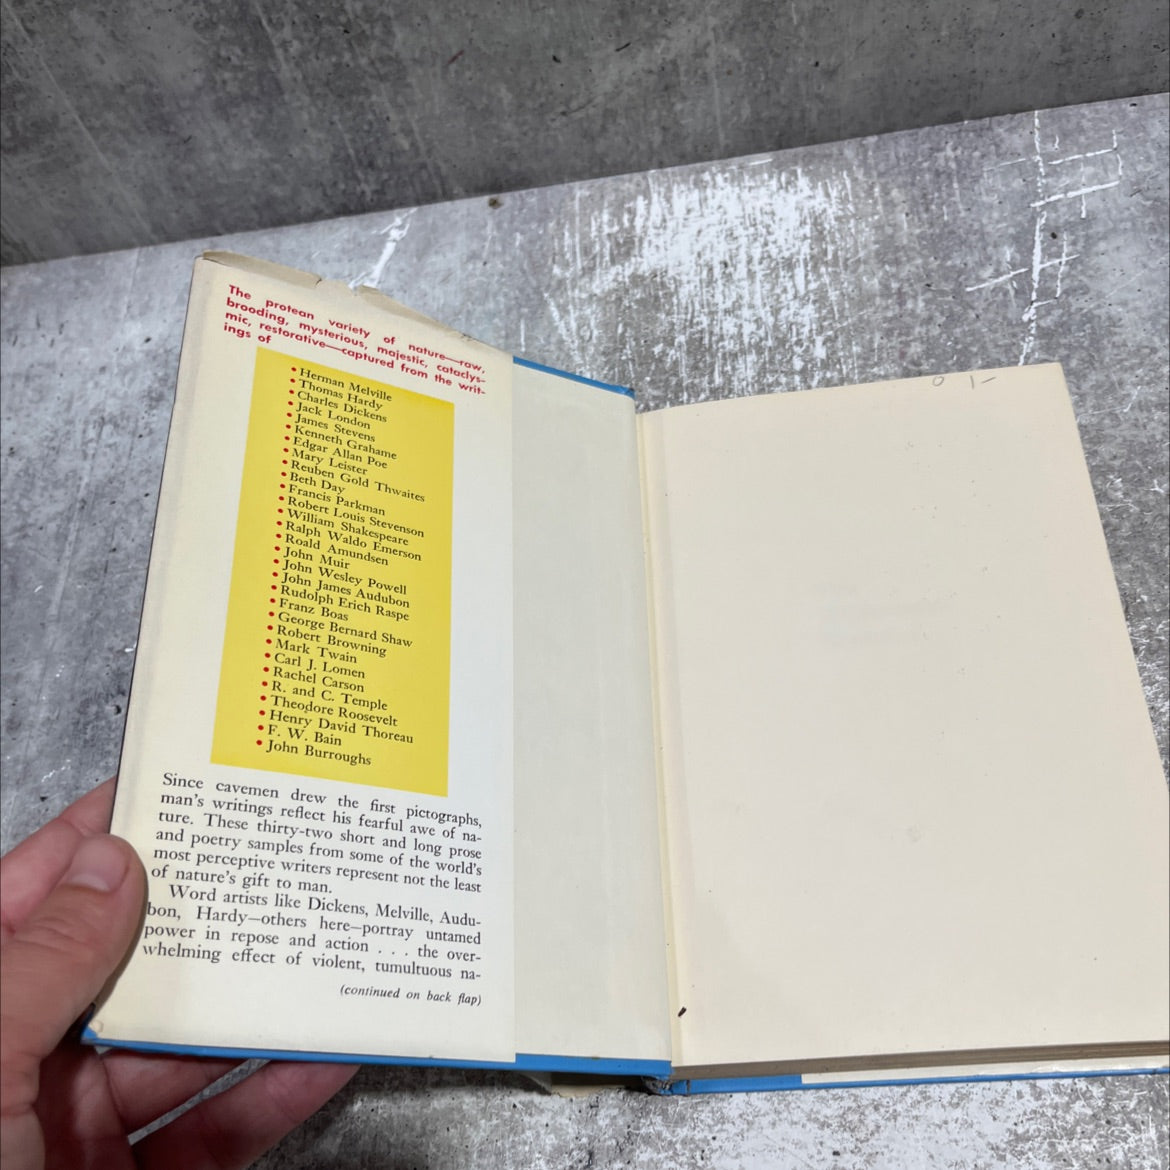 The protean variety of nature—raw,
brooding, mysterious, majestic, cataclys-
mic, restorative—captured from the writ-
ings of
• Herman Melville
• Thomas Hardy
• Charles Dickens
• Jack London
• James Stevens
• Kenneth Grahame
• Edgar Allan Poe
• Mary Leister
• Reuben Gold Thwaites
• Beth Day
• Francis Parkman
• Robert Louis Stevenson
• William Shakespeare
• Ralph Waldo Emerson
• Roald Amundsen
• John Muir
• John Wesley Powell
• John James Audubon
• Rudolph Erich Raspe
• Franz Boas
• George Bernard Shaw
• Robert Browning
• Mark Twain
• Carl J. Lomen
• Rachel Carson
• R. and C. Temple
• Theodore Roosevelt
• Henry David Thoreau
• F. W. Bain
• John Burroughs
Since cavemen drew the first pictographs,
man's writings reflect his fearful awe of na-
ture. These thirty-two short and long prose
and poetry samples from some of the world's
most perceptive writers represent not the least
of nature's gift to man.
Word artists like Dickens, Melville, Audu-
bon, Hardy—others here—portray untamed
power in repose and action . . . the over-
whelming effect of violent, tumultuous na-
(continued on back flap)